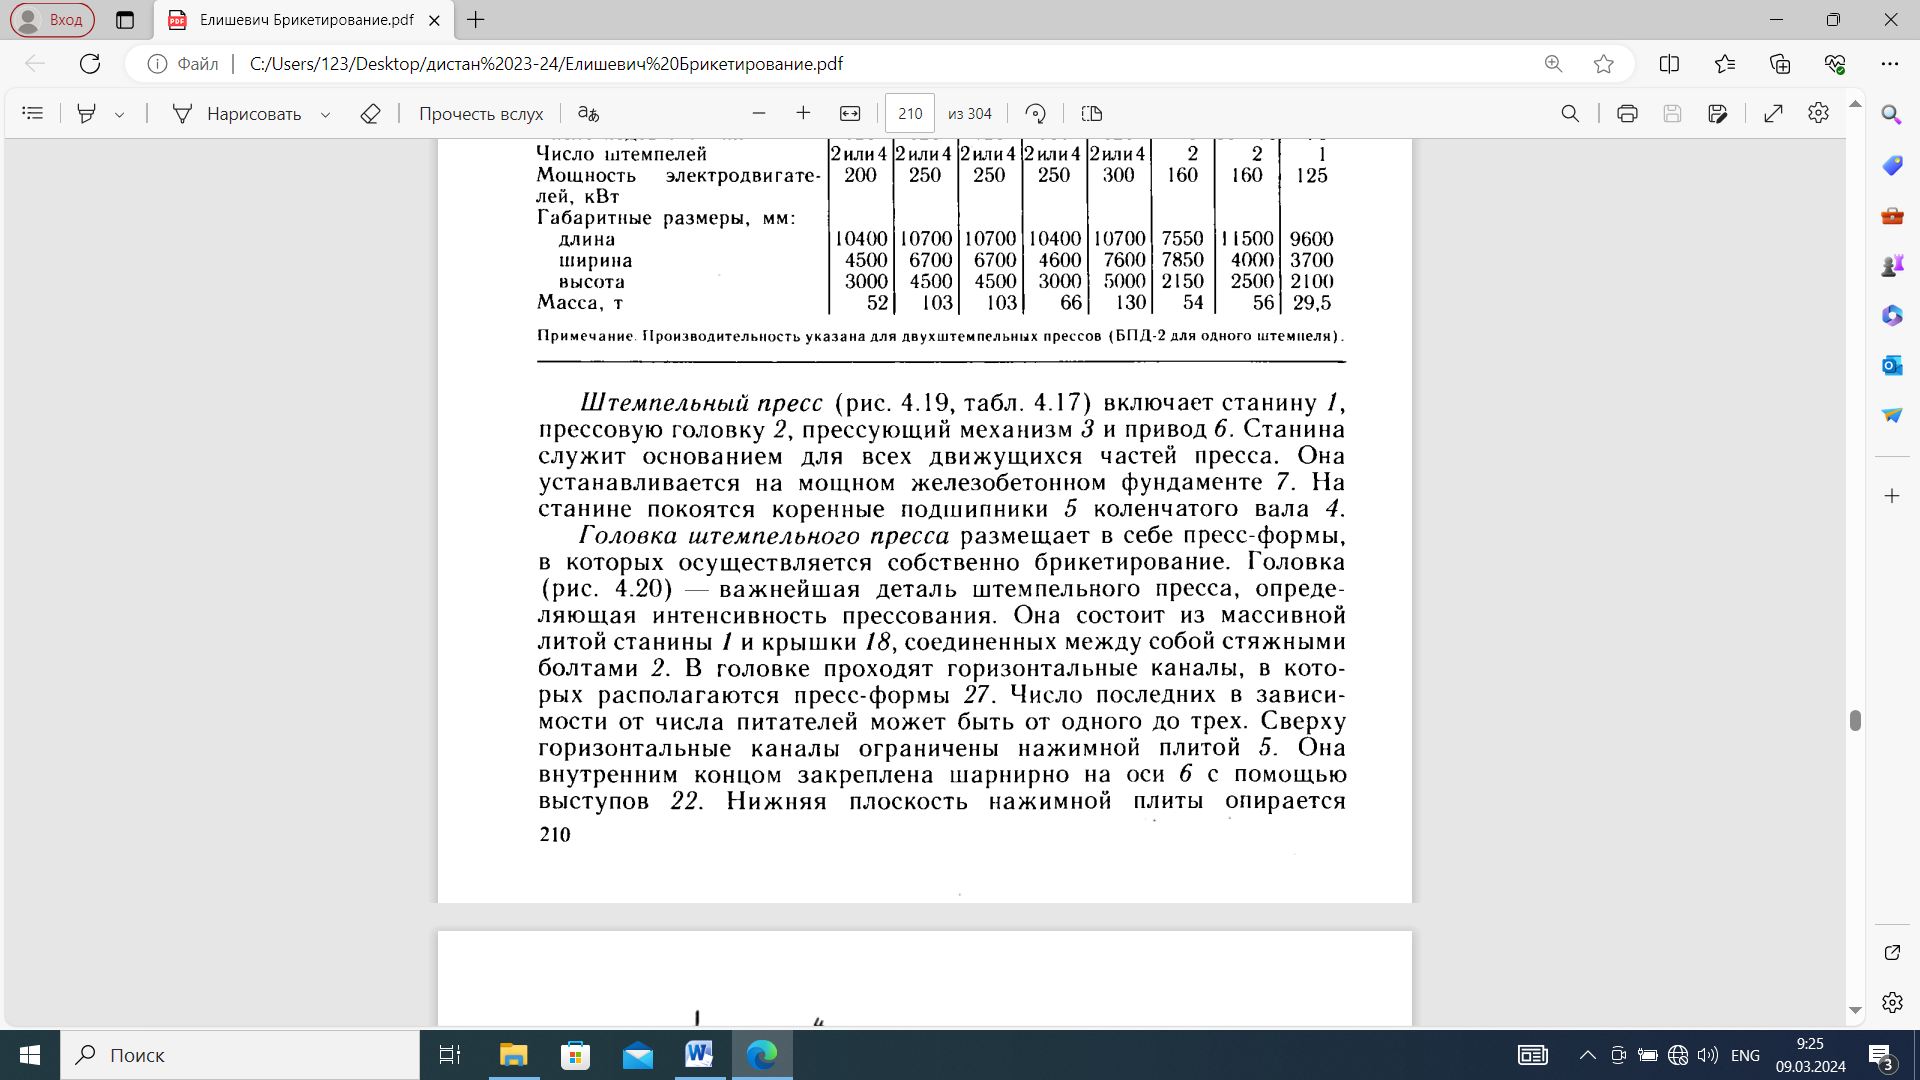 Вход
Елишевич Брикетирование.pdf
Файл
C:/Users/123/Desktop/дистан%2023-24/Елишевич%20Брикетирование.pdf
Нарисовать
Прочесть вслух
210
из 304
Число штемпелей 2 или 4 2 или 4 2 или 4 2 или 4 2 или 4 2 2 1
Мощность электродвигате- 200 250 250 250 300 160 160 125
лей, кВт
Габаритные размеры, мм:
длина 10400 10700 10700 10400 10700 7550 11500 9600
ширина 4500 6700 6700 4600 7600 7850 4000 3700
высота 3000 4500 4500 3000 5000 2150 2500 2100
Масса, т 52 103 103 66 130 54 56 29,5
Примечание. Производительность указана для двухштемпельных прессов (БПД-2 для одного штемпеля).
Штемпельный пресс (рис. 4.19, табл. 4.17) включает станину 1,
прессовую головку 2, прессующий механизм 3 и привод 6. Станина
служит основанием для всех движущихся частей пресса. Она
устанавливается на мощном железобетонном фундаменте 7. На
станине покоятся коренные подшипники 5 коленчатого вала 4.
Головка штемпельного пресса размещает в себе пресс-формы,
в которых осуществляется собственно брикетирование. Головка
(рис. 4.20) — важнейшая деталь штемпельного пресса, опреде-
ляющая интенсивность прессования. Она состоит из массивной
литой станины 1 и крышки 18, соединенных между собой стяжными
болтами 2. В головке проходят горизонтальные каналы, в кото-
рых располагаются пресс-формы 27. Число последних в зависи-
мости от числа питателей может быть от одного до трех. Сверху
горизонтальные каналы ограничены нажимной плитой 5. Она
внутренним концом закреплена шарнирно на оси 6 с помощью
выступов 22. Нижняя плоскость нажимной плиты опирается
210
Поиск
ENG
9:25
09.03.2024
3